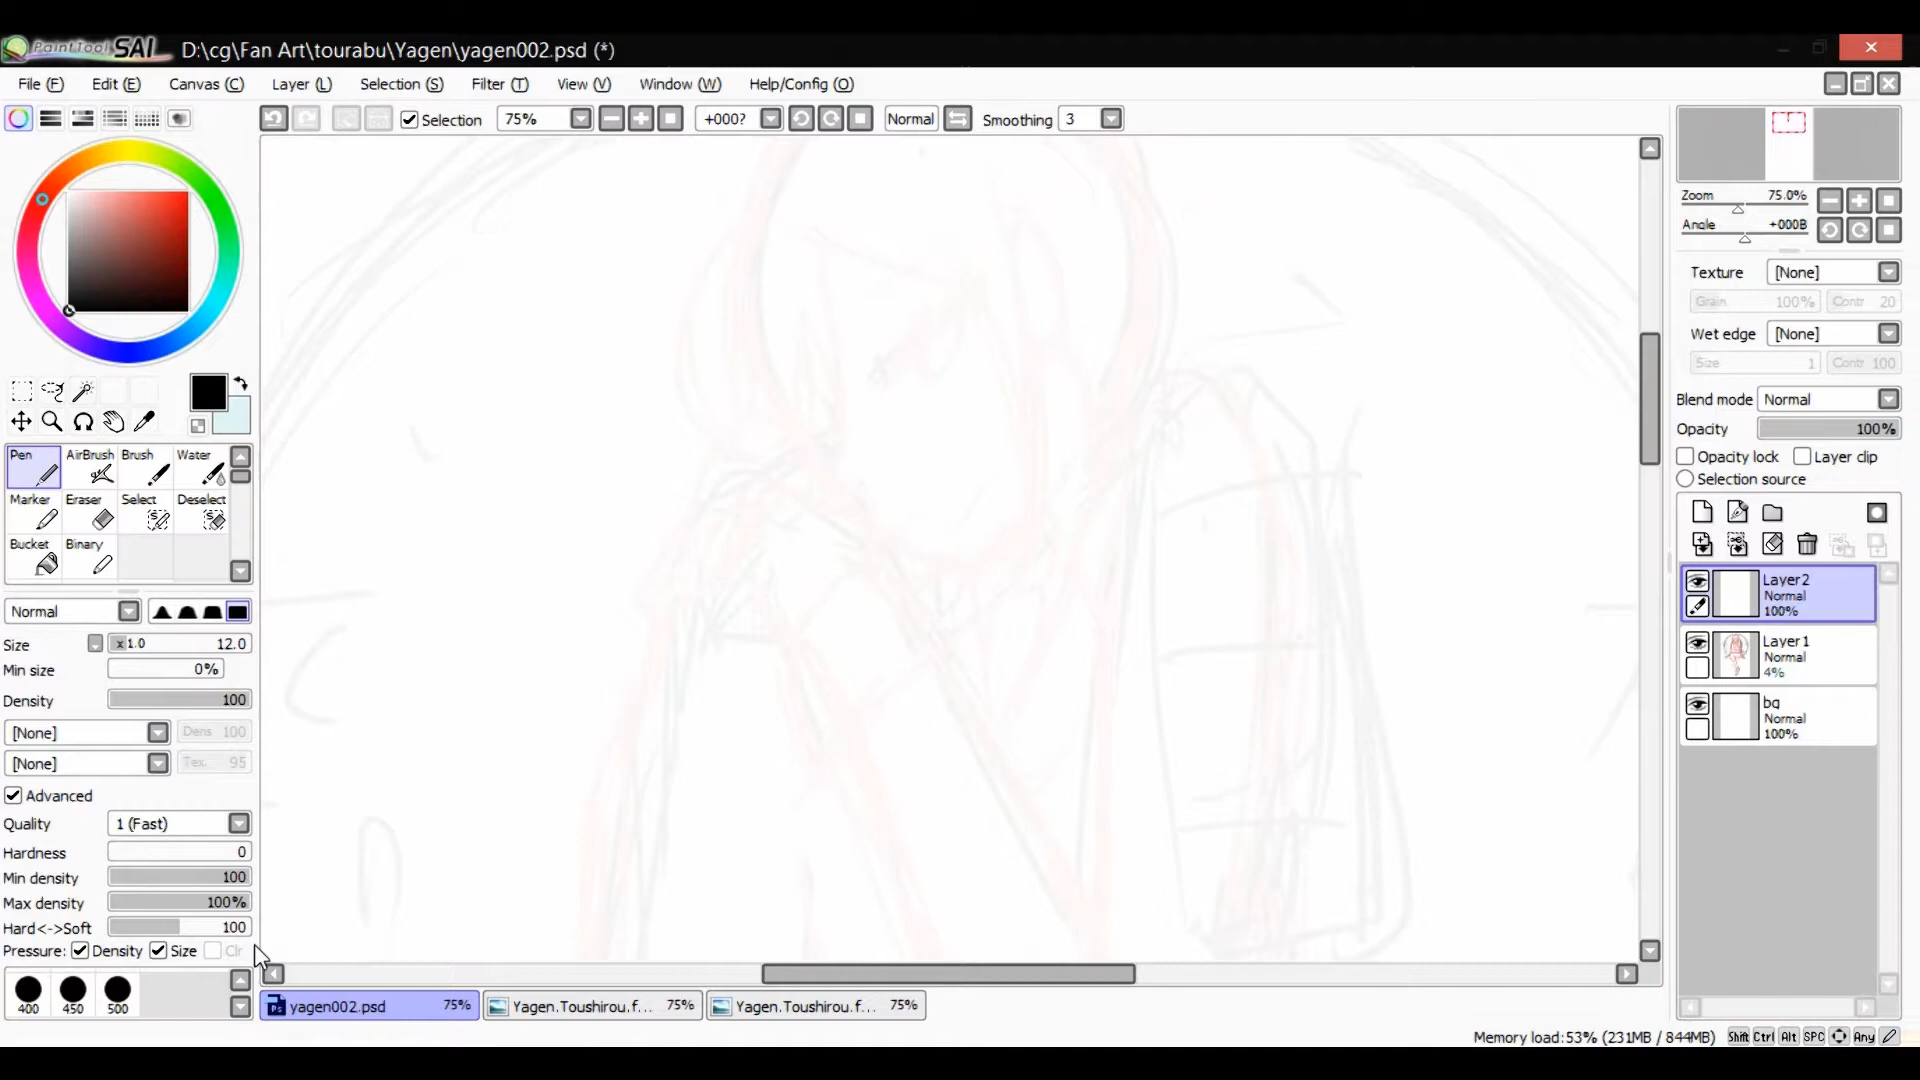 PaintTool SAI D:\cg\Fan Art\tourabu\Yagen\yagen002.psd (*)
File (F) Edit (E) Canvas (C) Layer (L) Selection (S) Filter (T) View (V) Window (W) Help/Config (O)
Selection 75% +000? Normal Smoothing 3
Zoom 75.0%
Angle +000B
Texture [None]
Grain 100% Contr 20
Wet edge [None]
Size 1 Contr 100
Blend mode Normal
Opacity 100%
Opacity lock Layer clip
Selection source
Layer2
Normal
100%
Layer1
Normal
4%
bg
Normal
100%
Pen AirBrush Brush Water
Marker Eraser Select Deselect
Bucket Binary
Normal
Size x1.0 12.0
Min size 0%
Density 100
[None] Dens 100
[None] Tex. 95
Advanced
Quality 1 (Fast)
Hardness 0
Min density 100
Max density 100%
Hard<->Soft 100
Pressure: Density Size Clr
400 450 500
yagen002.psd 75% Yagen.Toushirou.f... 75% Yagen.Toushirou.f... 75%
Memory load:53% (231MB / 844MB) Shift Ctrl Alt SPC Any